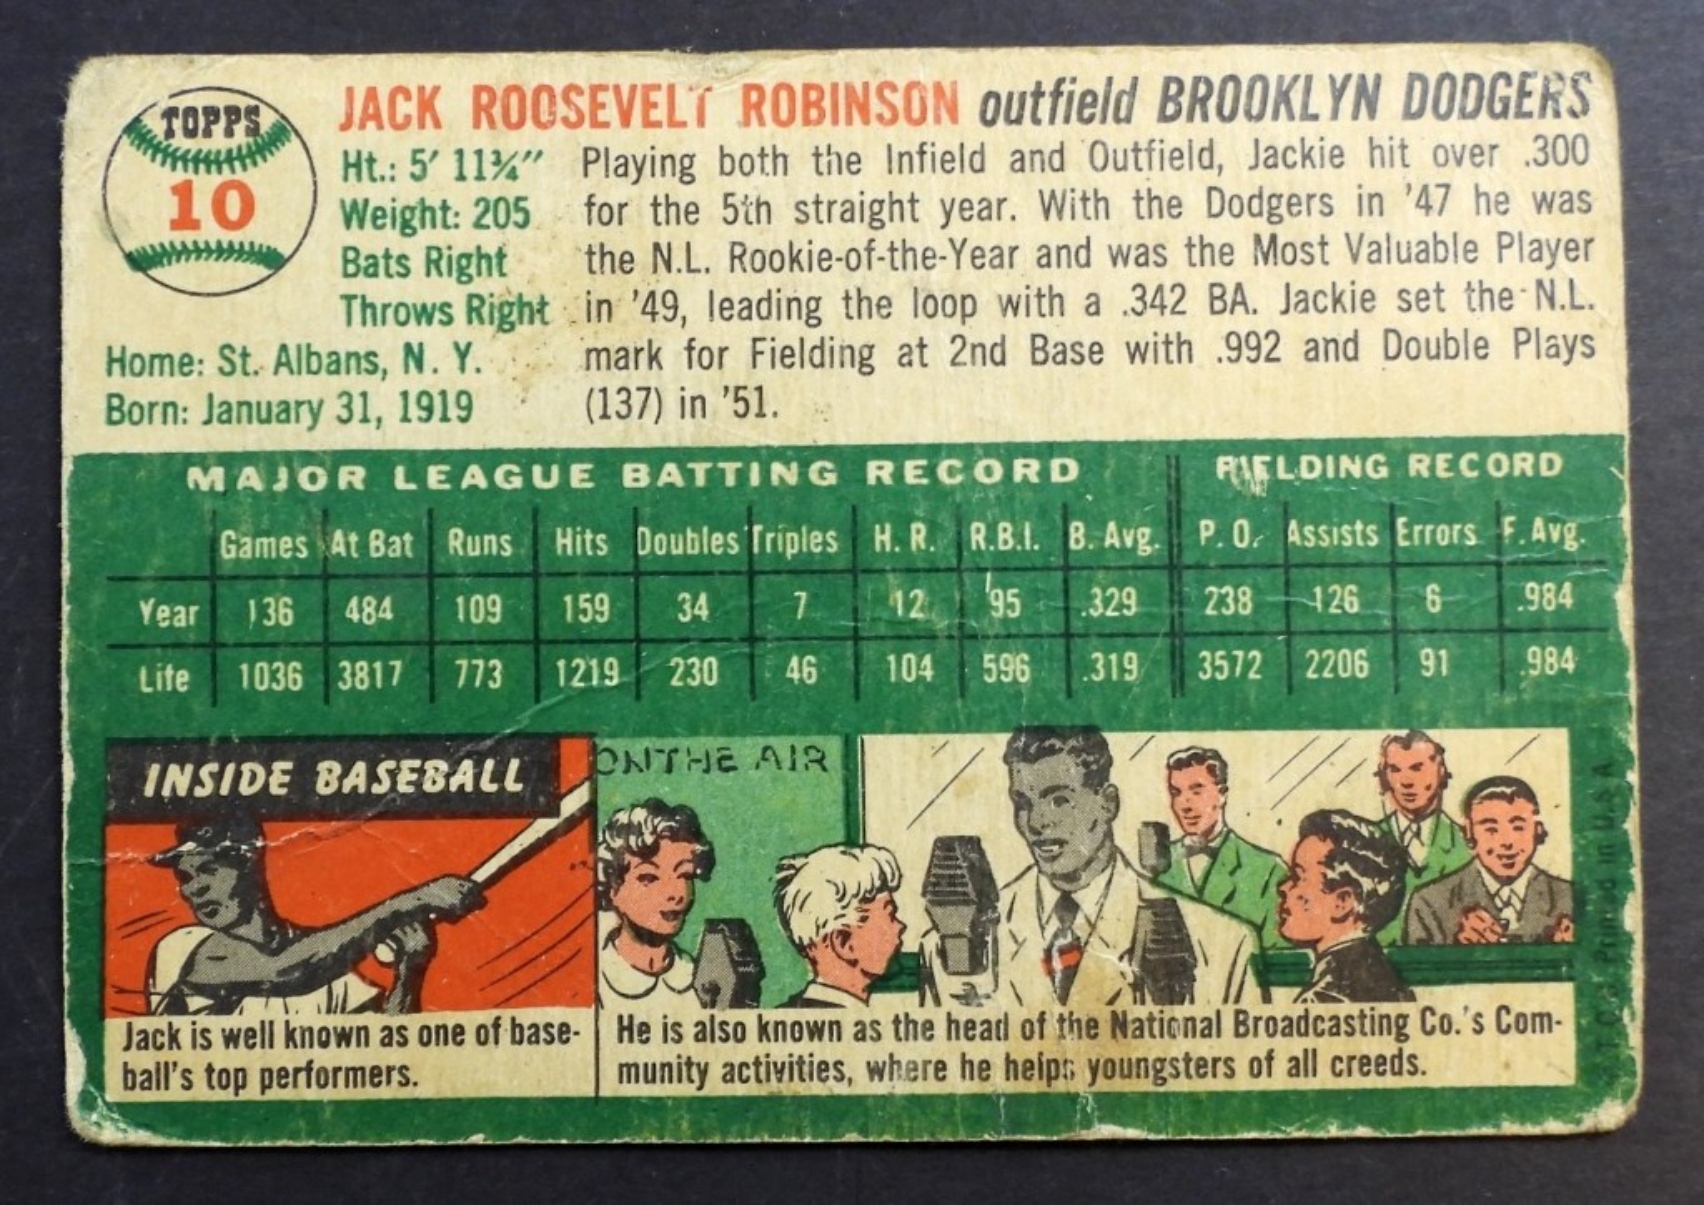 TOPPS
10
JACK ROOSEVELT ROBINSON outfield BROOKLYN DODGERS
Ht.: 5′ 11¾″
Weight: 205
Bats Right
Throws Right
Home: St. Albans, N. Y.
Born: January 31, 1919
Playing both the Infield and Outfield, Jackie hit over .300
for the 5th straight year. With the Dodgers in '47 he was
the N.L. Rookie-of-the-Year and was the Most Valuable Player
in '49, leading the loop with a .342 BA. Jackie set the N.L.
mark for Fielding at 2nd Base with .992 and Double Plays
(137) in '51.
MAJOR LEAGUE BATTING RECORD FIELDING RECORD
Games At Bat Runs Hits Doubles Triples H. R. R.B.I. B. Avg. P. O. Assists Errors F. Avg.
Year 136 484 109 159 34 7 12 95 .329 238 126 6 .984
Life 1036 3817 773 1219 230 46 104 596 .319 3572 2206 91 .984
INSIDE BASEBALL
ON THE AIR
Jack is well known as one of base-
ball's top performers.
He is also known as the head of the National Broadcasting Co.'s Com-
munity activities, where he helps youngsters of all creeds.
Printed in U.S.A.